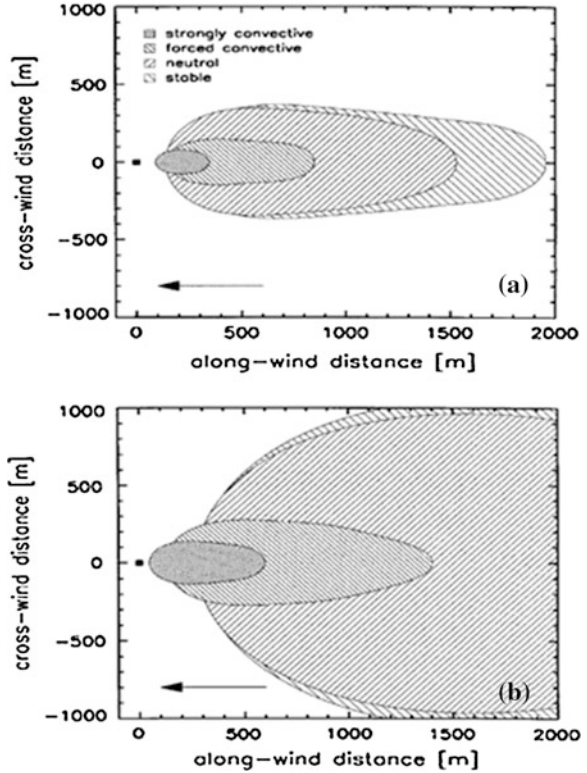 1000
500
0
-500
-1000
cross-wind distance [m]
strongly convective
forced convective
neutral
stable
(a)
0
500
1000
1500
2000
along-wind distance [m]
1000
500
0
-500
-1000
cross-wind distance [m]
(b)
0
500
1000
1500
2000
along-wind distance [m]